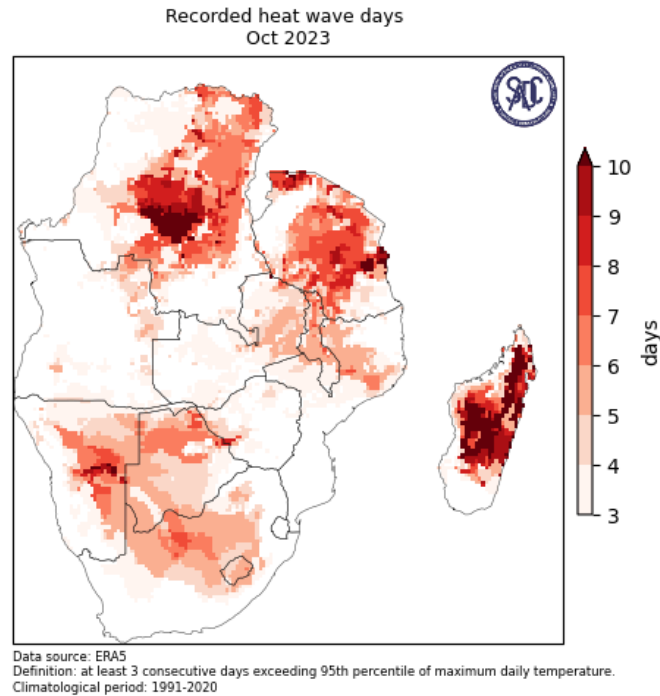 Recorded heat wave days
Oct 2023
SADC
10
9
8
7
6
5
4
3
days
Data source: ERA5
Definition: at least 3 consecutive days exceeding 95th percentile of maximum daily temperature.
Climatological period: 1991-2020